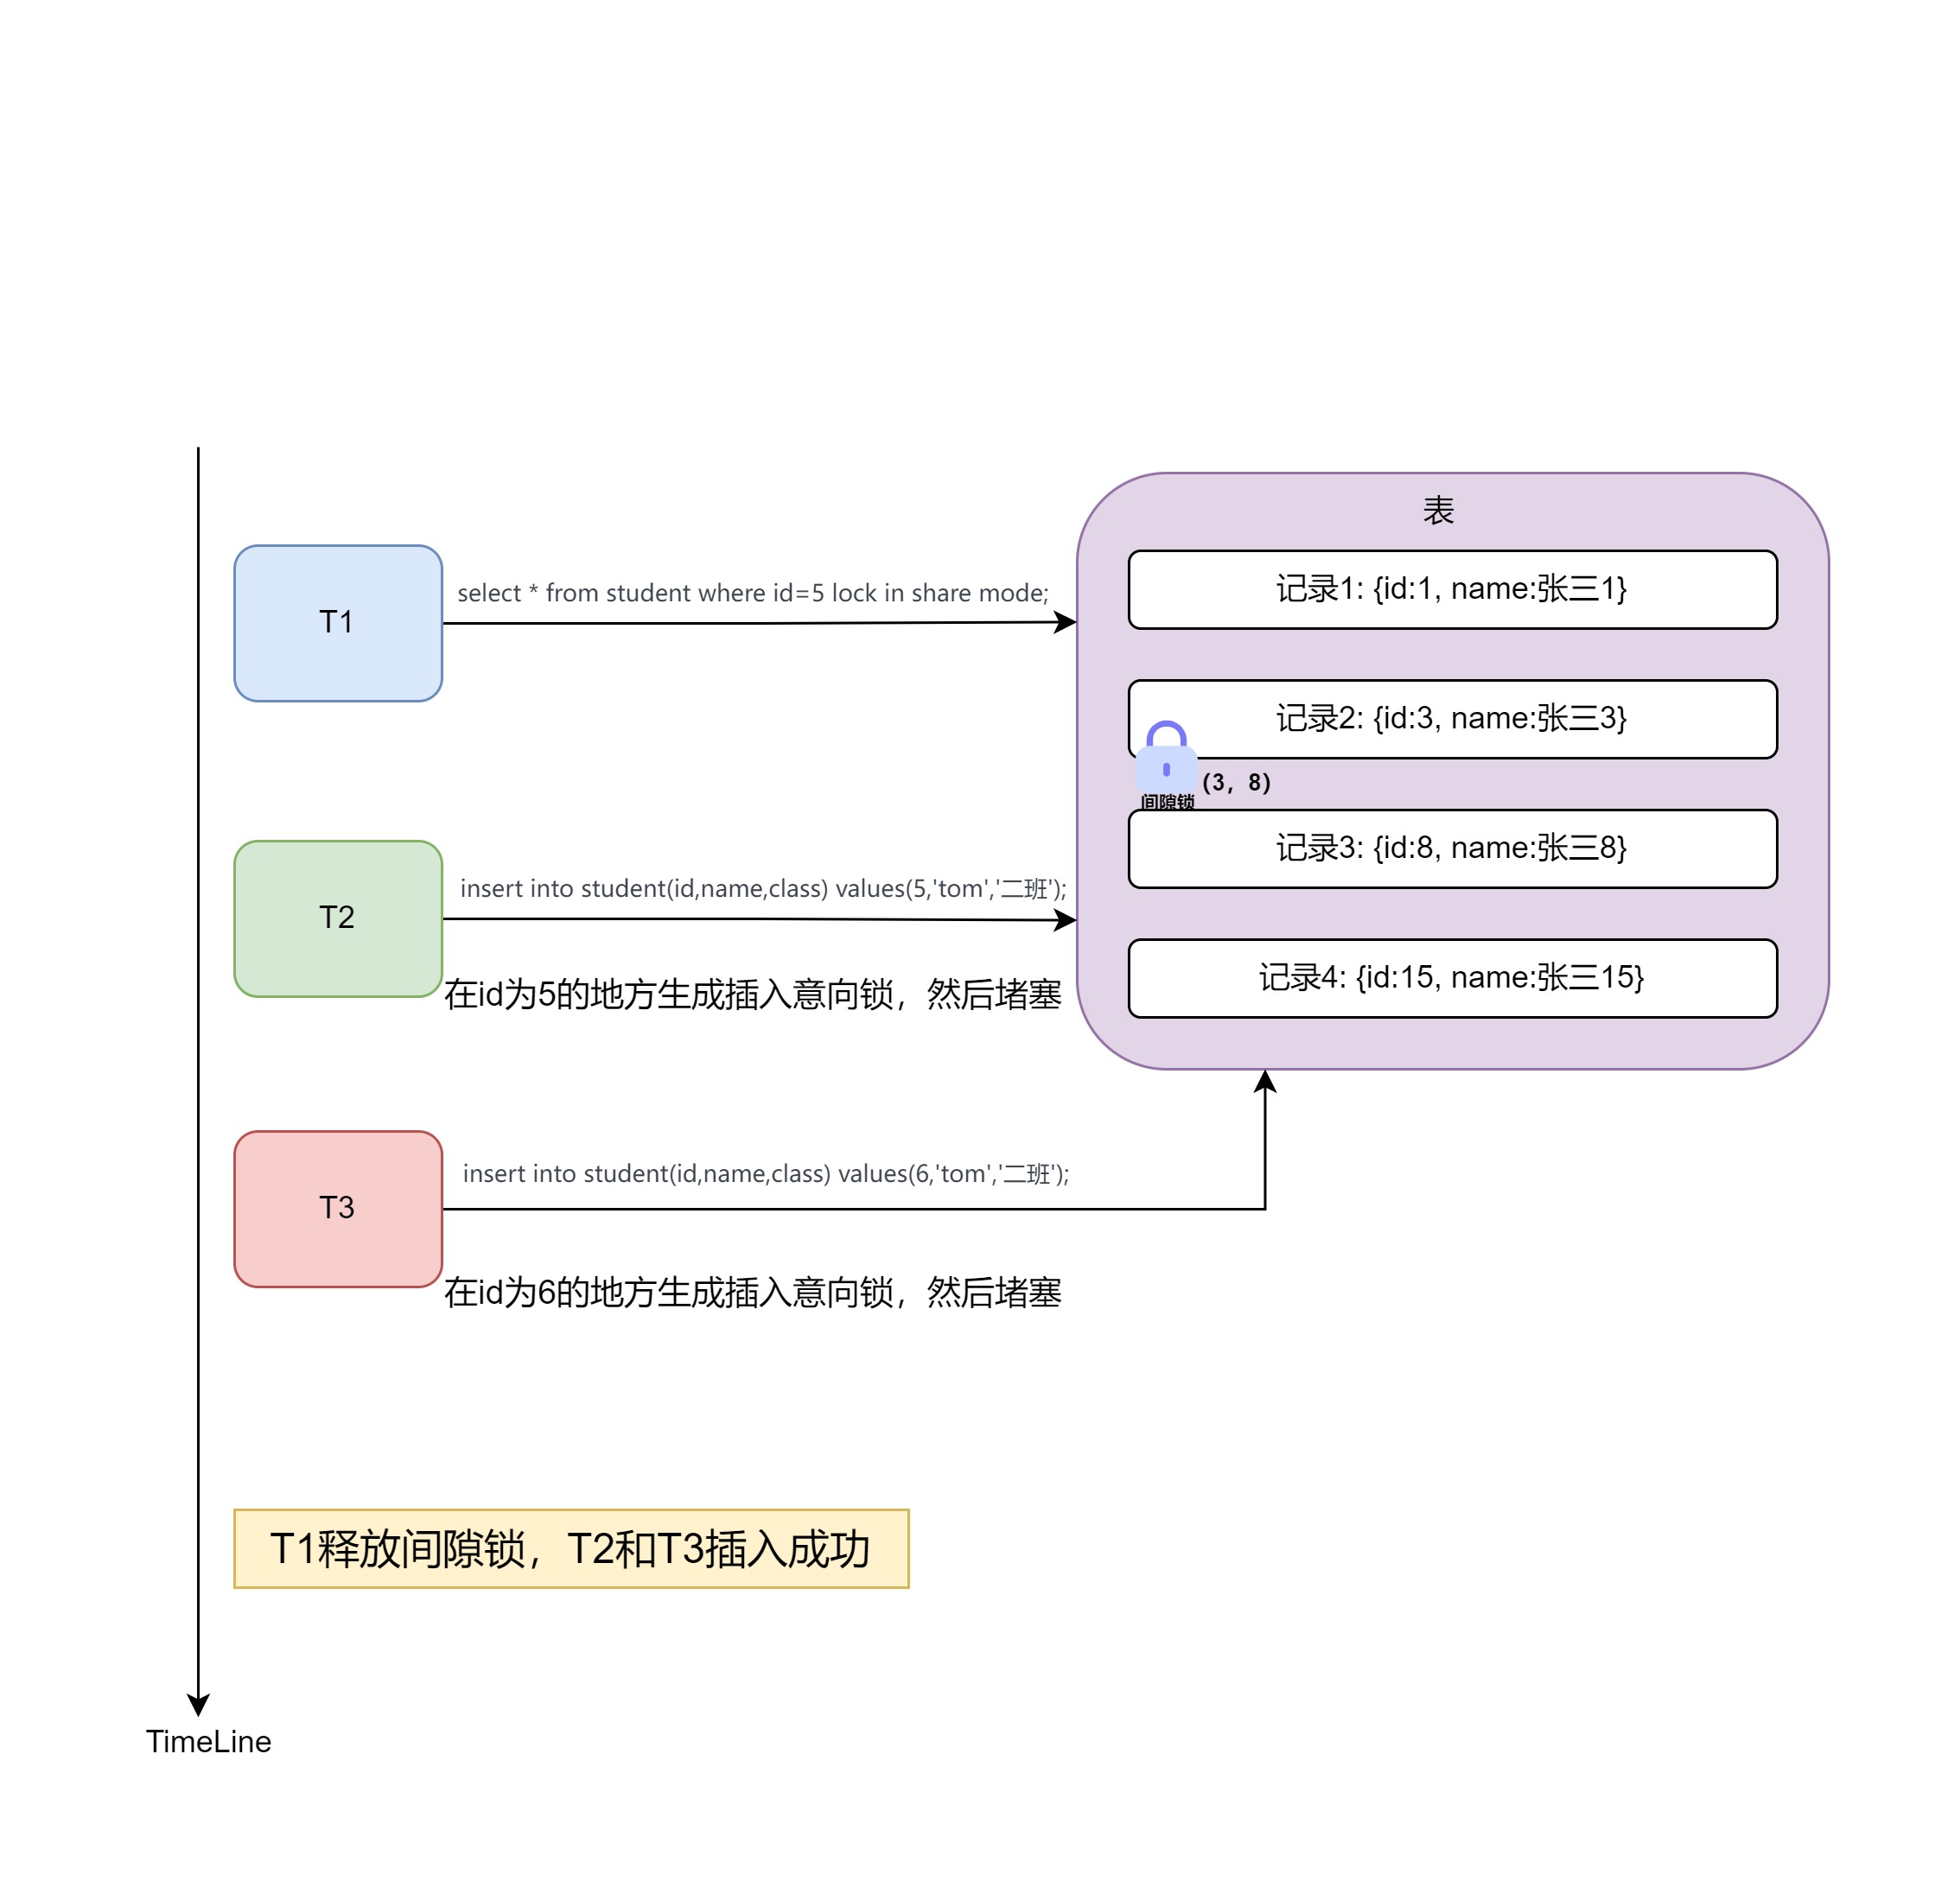 表
记录1: {id:1, name:张三1}
T1
select * from student where id=5 lock in share mode;
记录2: {id:3, name:张三3}
(3，8)
间隙锁
记录3: {id:8, name:张三8}
T2
insert into student(id,name,class) values(5,'tom','二班');
记录4: {id:15, name:张三15}
在id为5的地方生成插入意向锁，然后堵塞
T3
insert into student(id,name,class) values(6,'tom','二班');
在id为6的地方生成插入意向锁，然后堵塞
T1释放间隙锁，T2和T3插入成功
TimeLine